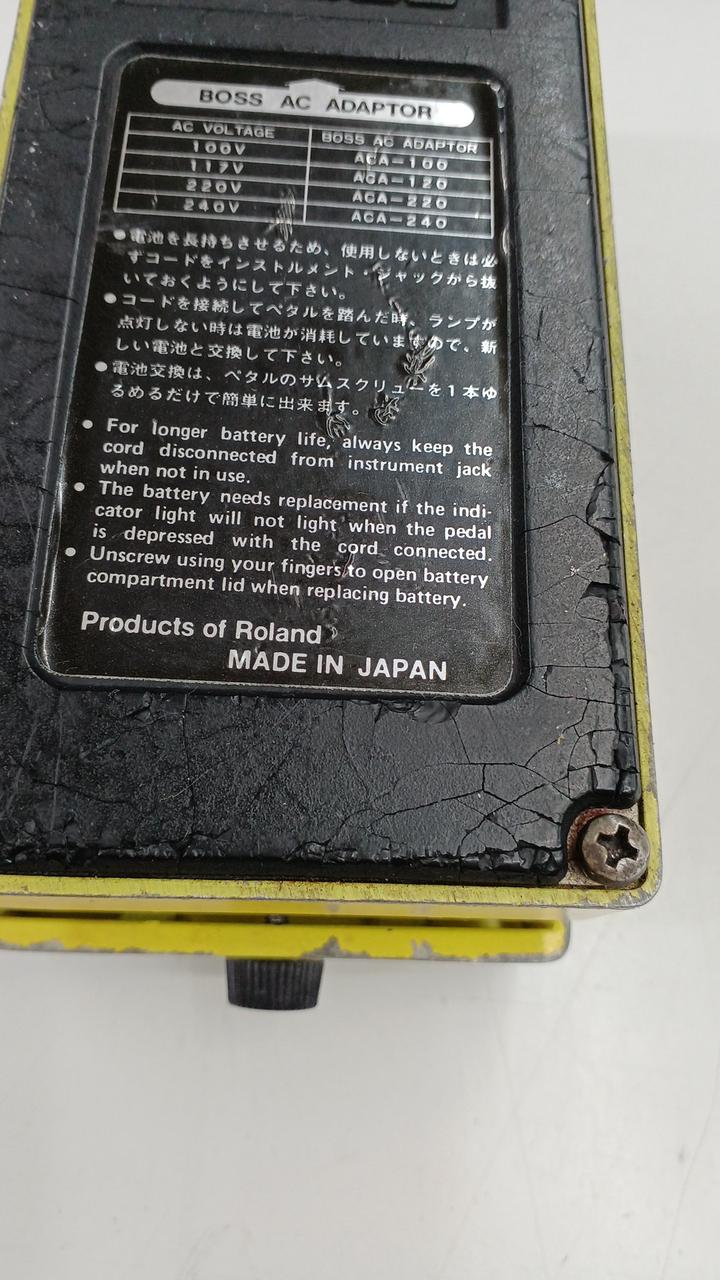 BOSS AC ADAPTOR
AC VOLTAGE BOSS AC ADAPTOR
100V ACA-100
117V ACA-120
220V ACA-220
240V ACA-240
●電池を長持ちさせるため、使用しないときは必
ずコードをインストルメント・ジャックから抜
いておくようにして下さい。
●コードを接続してペダルを踏んだ時、ランプが
点灯しない時は電池が消耗していますので、新
しい電池と交換して下さい。
●電池交換は、ペダルのサムスクリューを1本ゆ
るめるだけで簡単に出来ます。
● For longer battery life, always keep the
cord disconnected from instrument jack
when not in use.
● The battery needs replacement if the indi-
cator light will not light when the pedal
is depressed with the cord connected.
● Unscrew using your fingers to open battery
compartment lid when replacing battery.
Products of Roland
MADE IN JAPAN